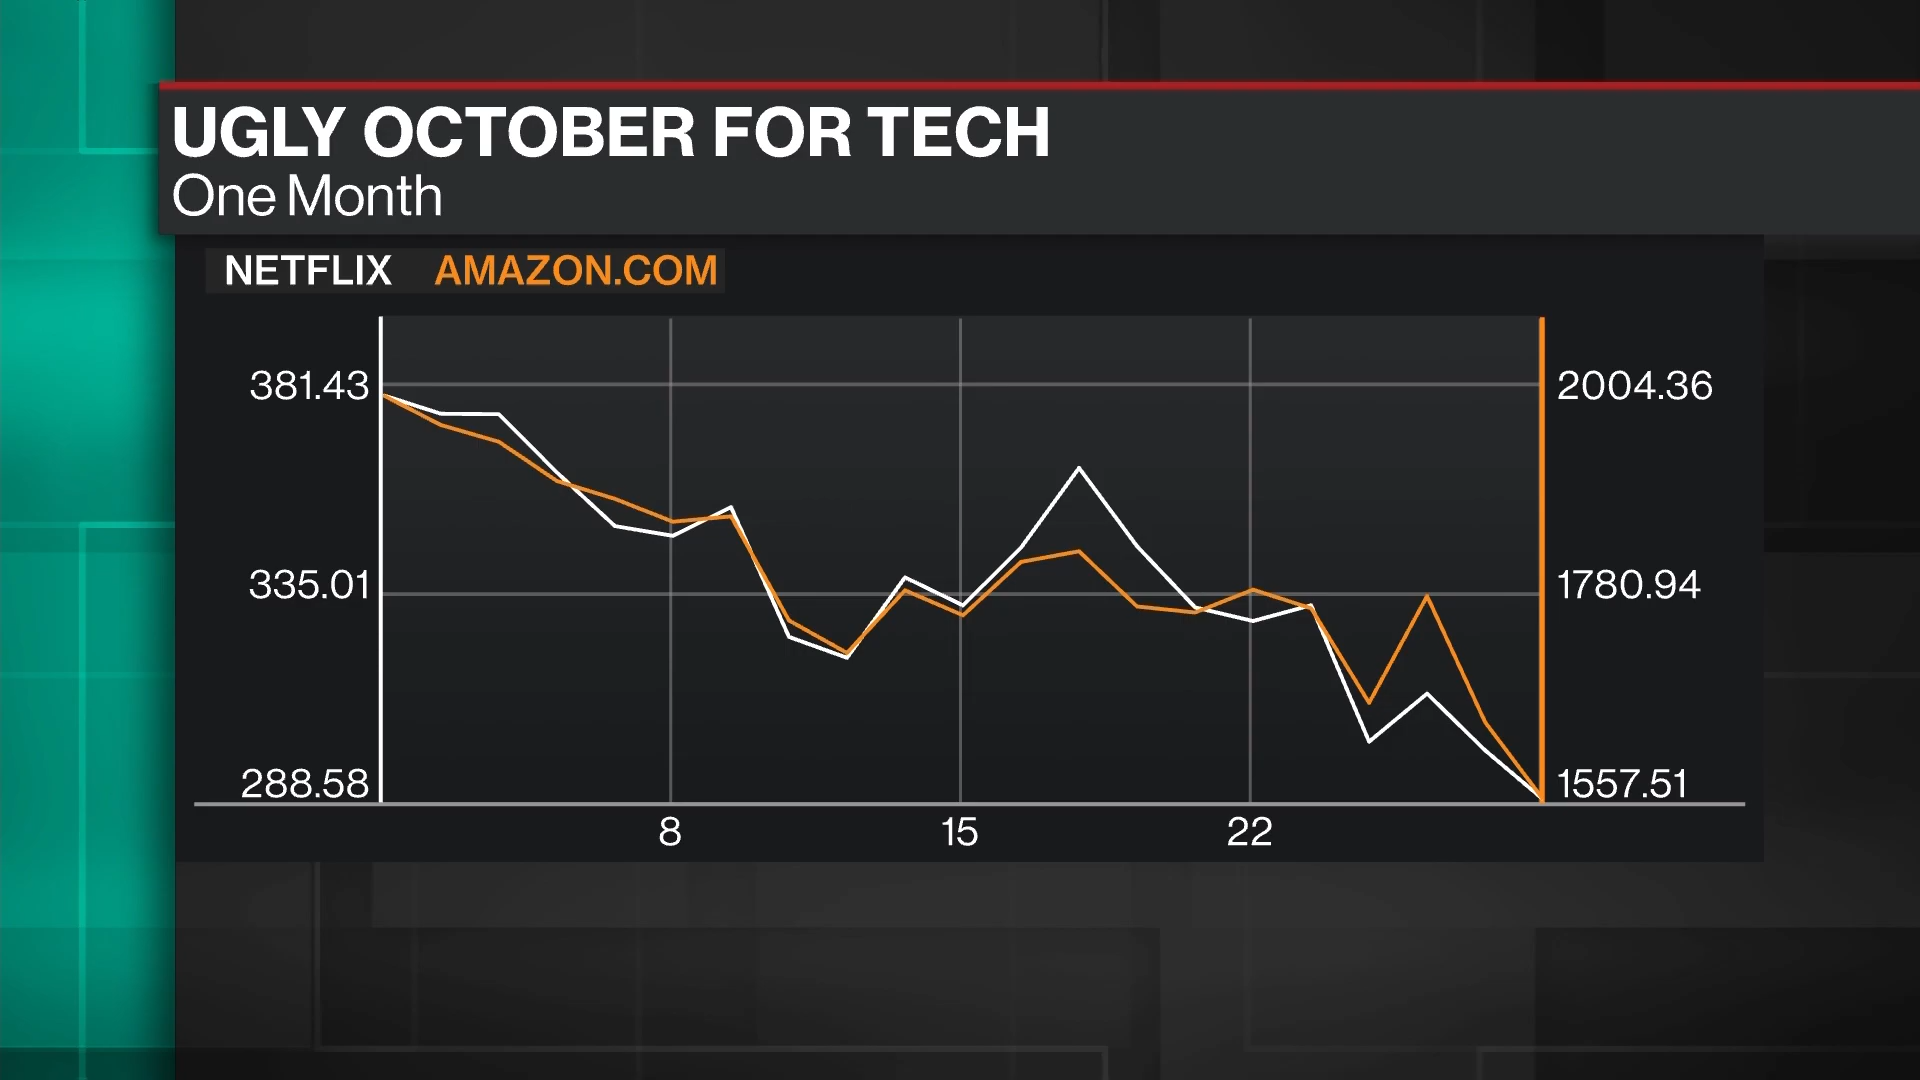 UGLY OCTOBER FOR TECH
One Month
NETFLIX AMAZON.COM
381.43 2004.36
335.01 1780.94
288.58 1557.51
8 15 22